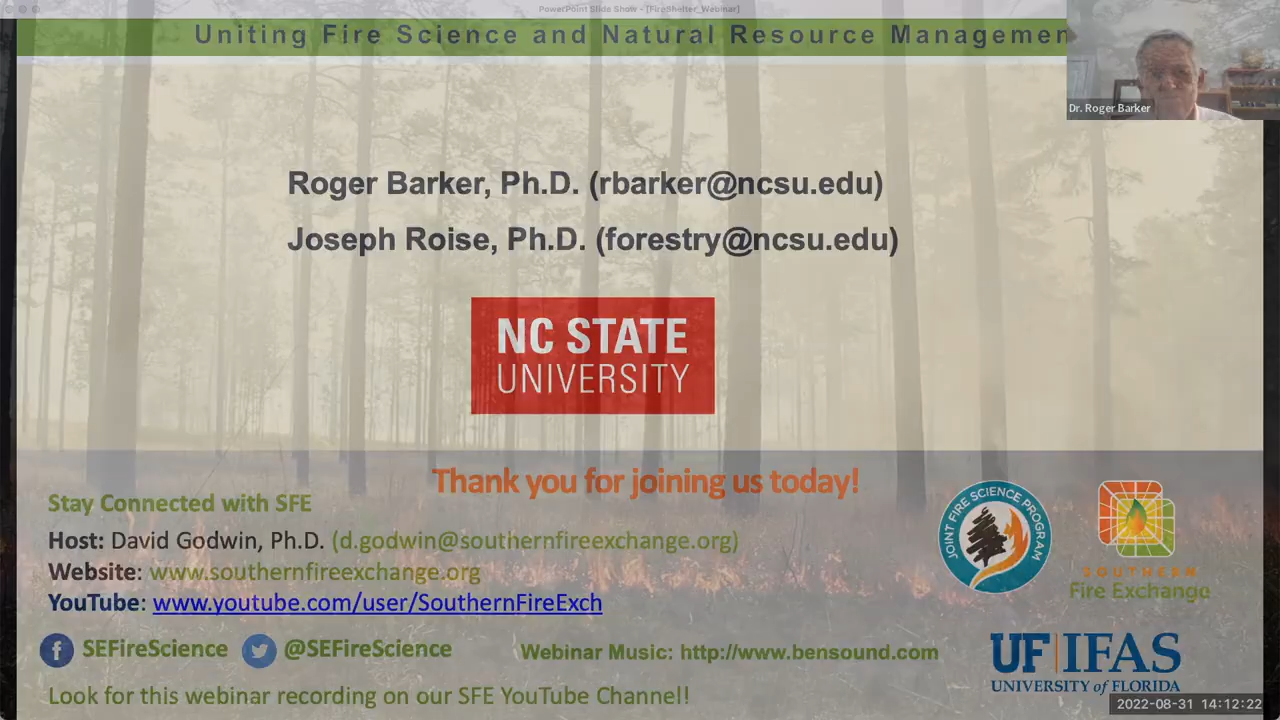 PowerPoint Slide Show - [FireShelter_Webinar]
Uniting Fire Science and Natural Resource Managemen
Dr. Roger Barker
Roger Barker, Ph.D. (rbarker@ncsu.edu)
Joseph Roise, Ph.D. (forestry@ncsu.edu)
NC STATE
UNIVERSITY
Thank you for joining us today!
Stay Connected with SFE
Host: David Godwin, Ph.D. (d.godwin@southernfireexchange.org)
Website: www.southernfireexchange.org
YouTube: www.youtube.com/user/SouthernFireExch
JOINT FIRE SCIENCE PROGRAM
SOUTHERN
Fire Exchange
SEFireScience @SEFireScience
Webinar Music: http://www.bensound.com
UF IFAS
UNIVERSITY of FLORIDA
Look for this webinar recording on our SFE YouTube Channel!
2022-08-31 14:12:22